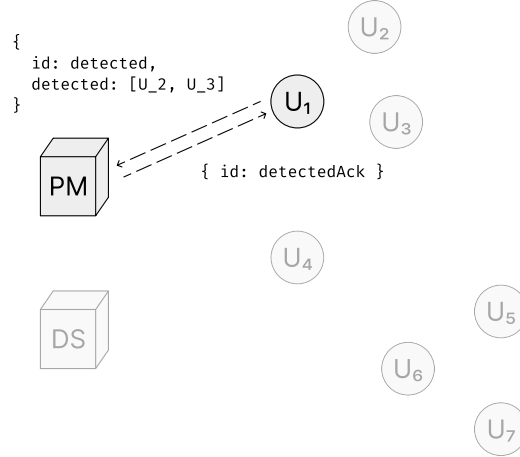 U₂
{
id: detected,
detected: [U_2, U_3]
}
U₁
U₃
{ id: detectedAck }
PM
U₄
U₅
DS
U₆
U₇